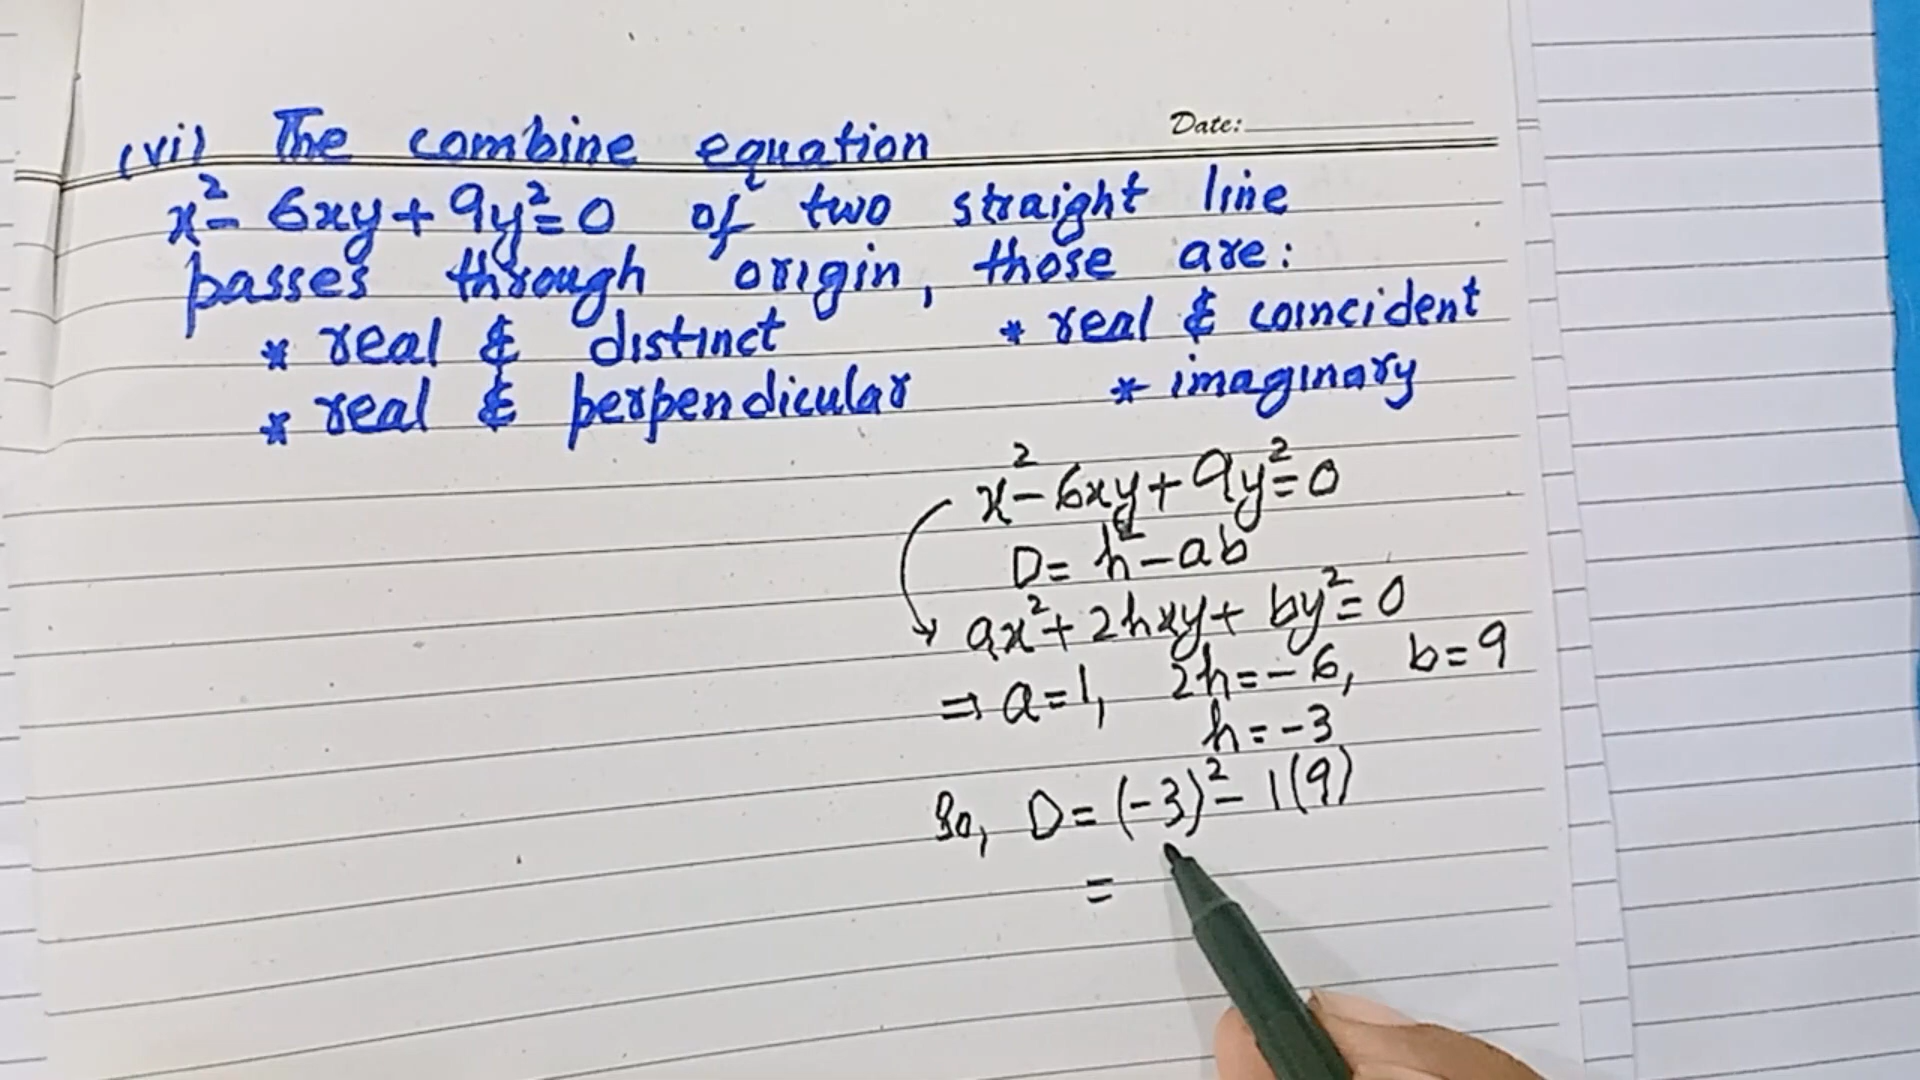 Date:
(vi) The combine equation
x² - 6xy + 9y² = 0 of two straight line
passes through origin, those are:
* real & distinct * real & coincident
* real & perpendicular * imaginary
x² - 6xy + 9y² = 0
D = h² - ab
ax² + 2hxy + by² = 0
⇒ a = 1, 2h = -6, b = 9
h = -3
So, D = (-3)² - 1(9)
=